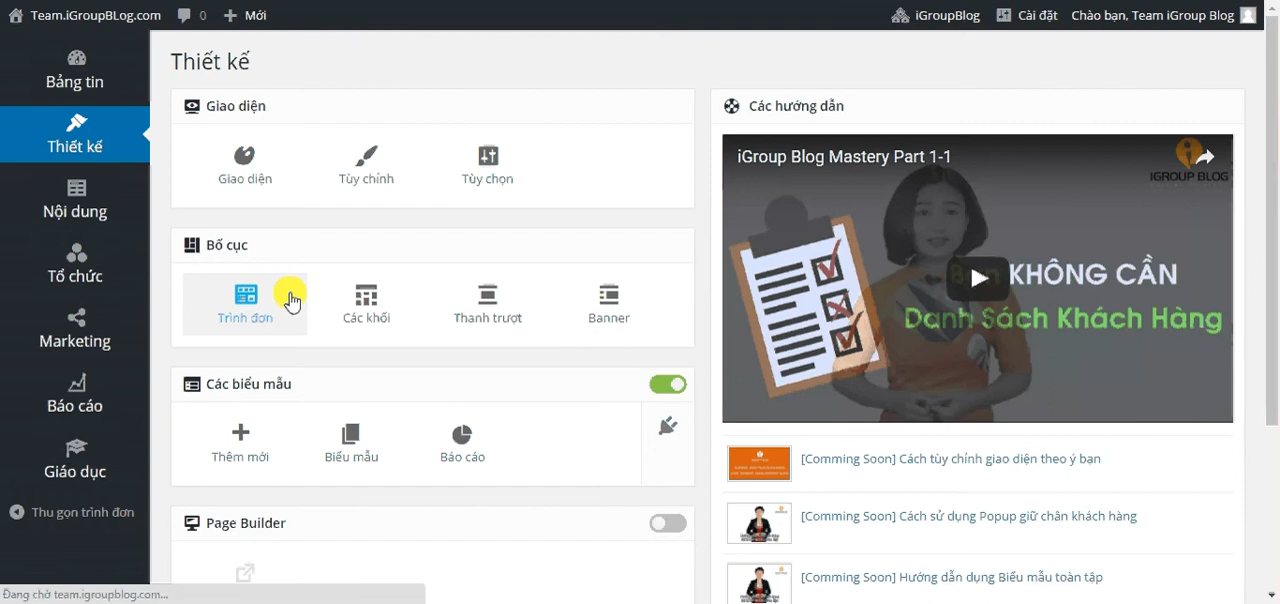 Team.iGroupBLog.com
0
Mới
iGroupBlog
Cài đặt
Chào bạn, Team iGroup Blog
Bảng tin
Thiết kế
Nội dung
Tổ chức
Marketing
Báo cáo
Giáo dục
Thu gọn trình đơn
Thiết kế
Giao diện
Giao diện
Tùy chỉnh
Tùy chọn
Bố cục
Trình đơn
Các khối
Thanh trượt
Banner
Các biểu mẫu
Thêm mới
Biểu mẫu
Báo cáo
Page Builder
Các hướng dẫn
iGroup Blog Mastery Part 1-1
IGROUP BLOG
KHÔNG CẦN
Danh Sách Khách Hàng
[Comming Soon] Cách tùy chỉnh giao diện theo ý bạn
[Comming Soon] Cách sử dụng Popup giữ chân khách hàng
[Comming Soon] Hướng dẫn dụng Biểu mẫu toàn tập
Đang chờ team.igroupblog.com...